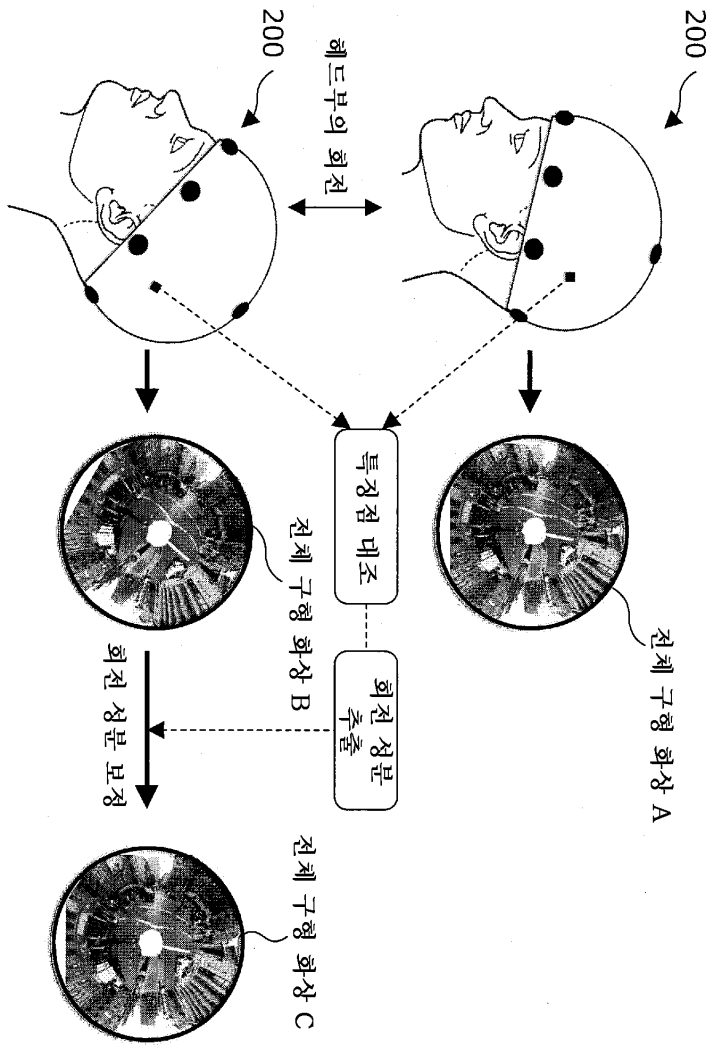 200
전체 구형 화상 A
헤드부의 회전
특징점 대조
회전 성분
추출
200
전체 구형 화상 B
전체 구형 화상 C
회전 성분 보정